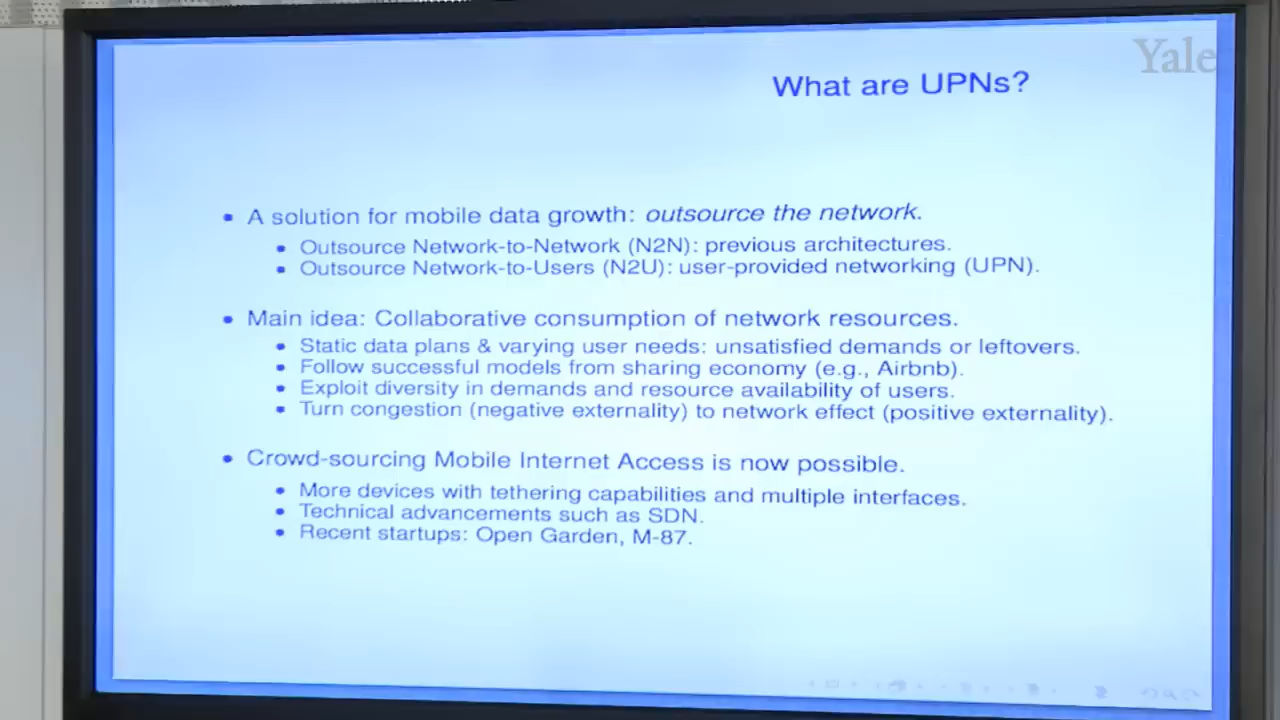 Yale
What are UPNs?
• A solution for mobile data growth: outsource the network.
• Outsource Network-to-Network (N2N): previous architectures.
• Outsource Network-to-Users (N2U): user-provided networking (UPN).
• Main idea: Collaborative consumption of network resources.
• Static data plans & varying user needs: unsatisfied demands or leftovers.
• Follow successful models from sharing economy (e.g., Airbnb).
• Exploit diversity in demands and resource availability of users.
• Turn congestion (negative externality) to network effect (positive externality).
• Crowd-sourcing Mobile Internet Access is now possible.
• More devices with tethering capabilities and multiple interfaces.
• Technical advancements such as SDN.
• Recent startups: Open Garden, M-87.